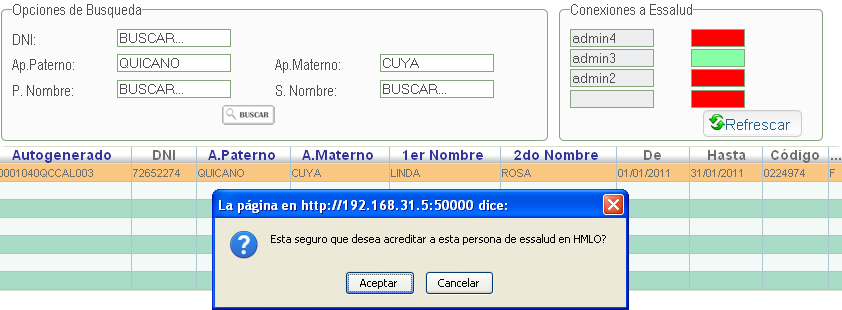 Opciones de Busqueda
DNI: BUSCAR...
Ap.Paterno: QUICANO Ap.Materno: CUYA
P. Nombre: BUSCAR... S. Nombre: BUSCAR...
BUSCAR
Conexiones a Essalud
admin4
admin3
admin2
Refrescar
Autogenerado DNI A.Paterno A.Materno 1er Nombre 2do Nombre De Hasta Código ...
0001040QCCAL003 72652274 QUICANO CUYA LINDA ROSA 01/01/2011 31/01/2011 0224974 F
La página en http://192.168.31.5:50000 dice:
Esta seguro que desea acreditar a esta persona de essalud en HMLO?
Aceptar Cancelar